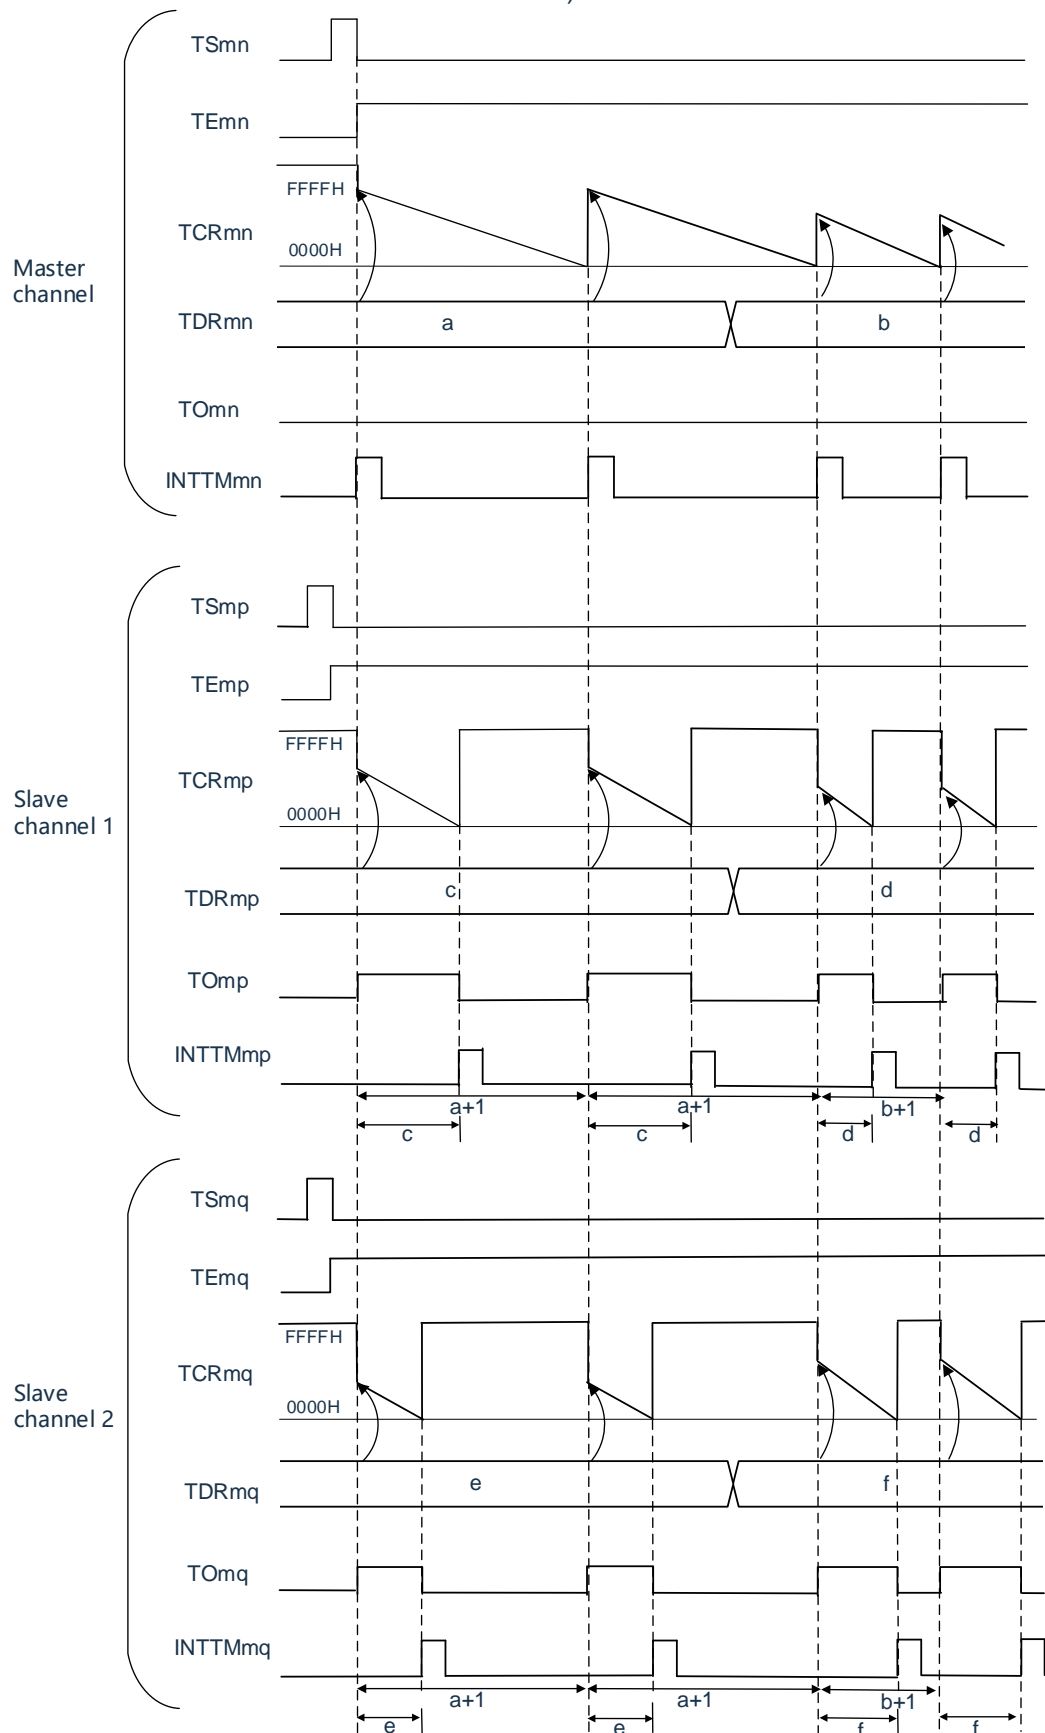 TSmn
TEmn
FFFFH
TCRmn
0000H
Master
channel
TDRmn
a
b
TOmn
INTTMmn
TSmp
TEmp
FFFFH
TCRmp
0000H
Slave
channel 1
TDRmp
c
d
TOmp
INTTMmp
a+1
a+1
b+1
c
c
d
d
TSmq
TEmq
FFFFH
TCRmq
0000H
Slave
channel 2
TDRmq
e
f
TOmq
INTTMmq
a+1
a+1
b+1
e
e
f
f